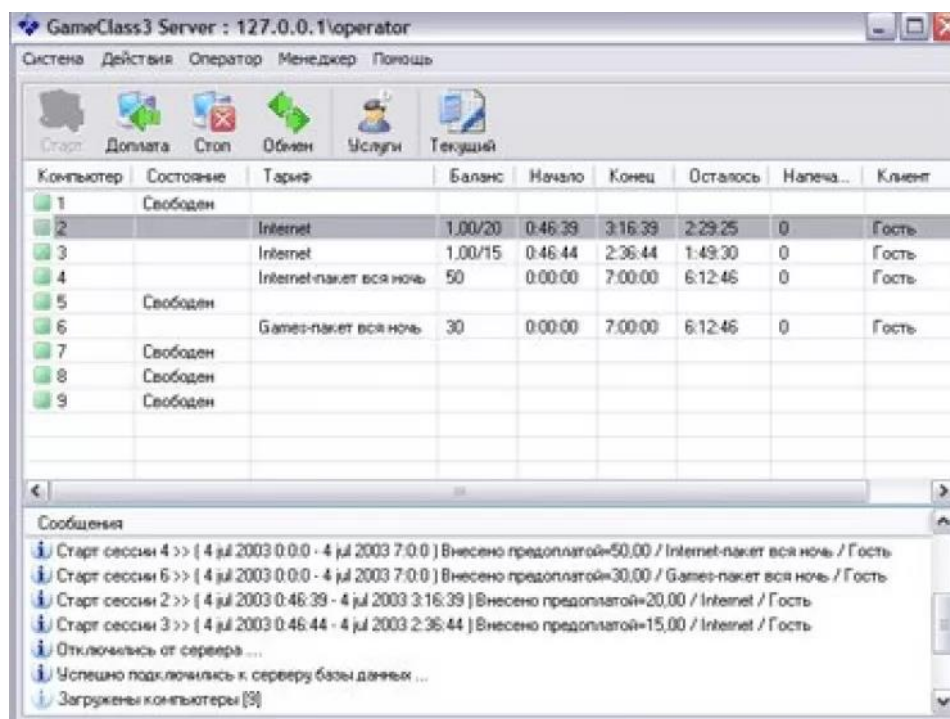 GameClass3 Server : 127.0.0.1\operator
Система Действия Оператор Менеджер Помощь
Старт Доплата Стоп Обмен Услуги Текущий
Компьютер Состояние Тариф Баланс Начало Конец Осталось Напеча... Клиент
1 Свободен
2 Internet 1,00/20 0:46:39 3:16:39 2:29:25 0 Гость
3 Internet 1,00/15 0:46:44 2:36:44 1:49:30 0 Гость
4 Internet-пакет вся ночь 50 0:00:00 7:00:00 6:12:46 0 Гость
5 Свободен
6 Games-пакет вся ночь 30 0:00:00 7:00:00 6:12:46 0 Гость
7 Свободен
8 Свободен
9 Свободен
Сообщения
Старт сессии 4 >> ( 4 jul 2003 0:0:0 - 4 jul 2003 7:0:0 ) Внесено предоплатой=50,00 / Internet-пакет вся ночь / Гость
Старт сессии 6 >> ( 4 jul 2003 0:0:0 - 4 jul 2003 7:0:0 ) Внесено предоплатой=30,00 / Games-пакет вся ночь / Гость
Старт сессии 2 >> ( 4 jul 2003 0:46:39 - 4 jul 2003 3:16:39 ) Внесено предоплатой=20,00 / Internet / Гость
Старт сессии 3 >> ( 4 jul 2003 0:46:44 - 4 jul 2003 2:36:44 ) Внесено предоплатой=15,00 / Internet / Гость
Отключились от сервера ...
Успешно подключились к серверу базы данных ...
Загружены компьютеры [9]